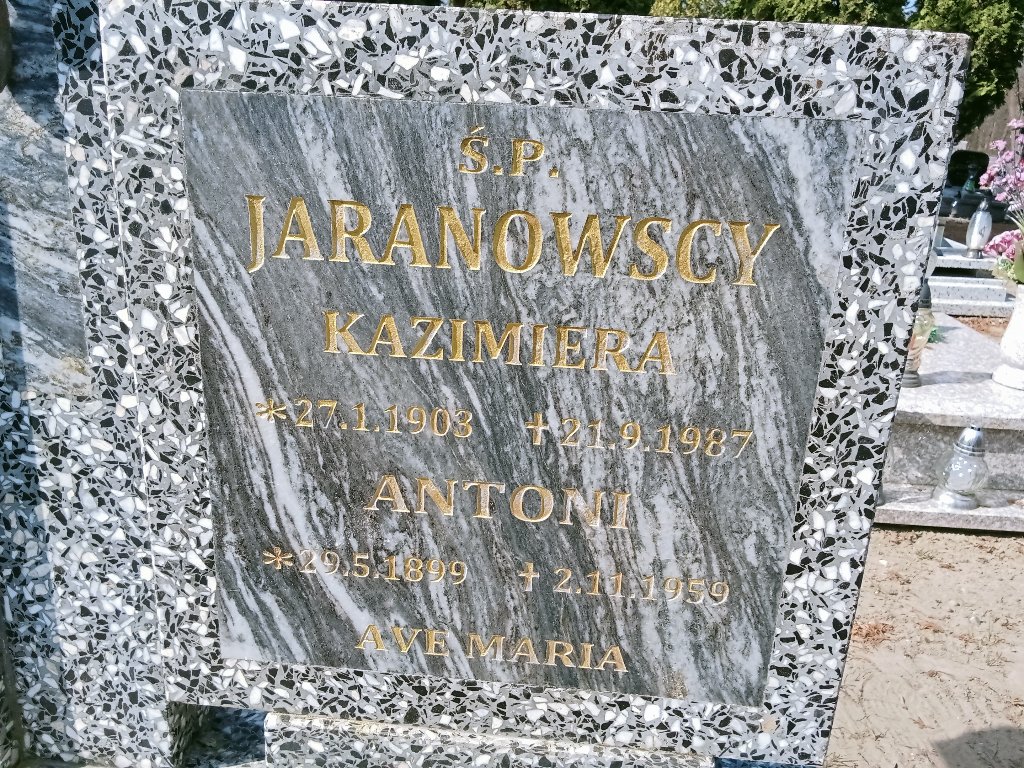 Ś.P.
JARANOWSCY
KAZIMIERA
*27.1.1903 †21.9.1987
ANTONI
*29.5.1899 †2.11.1959
AVE MARIA